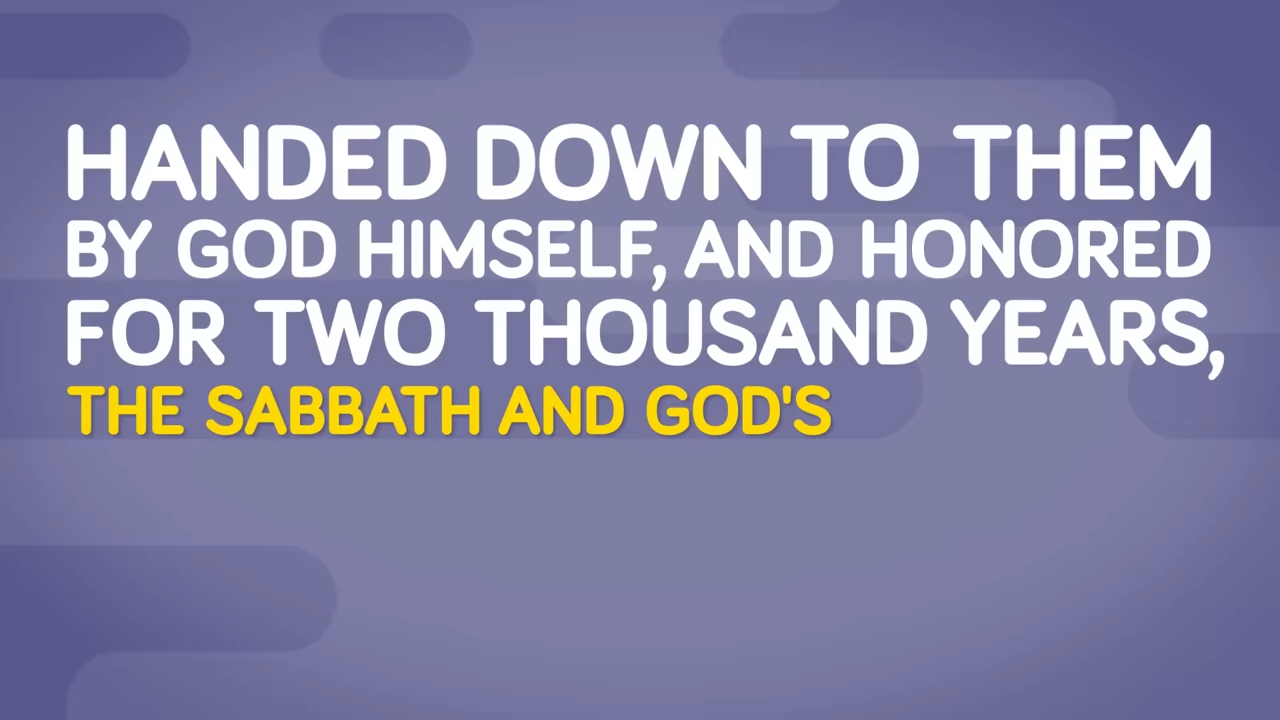 HANDED DOWN TO THEM
BY GOD HIMSELF, AND HONORED
FOR TWO THOUSAND YEARS,
THE SABBATH AND GOD'S